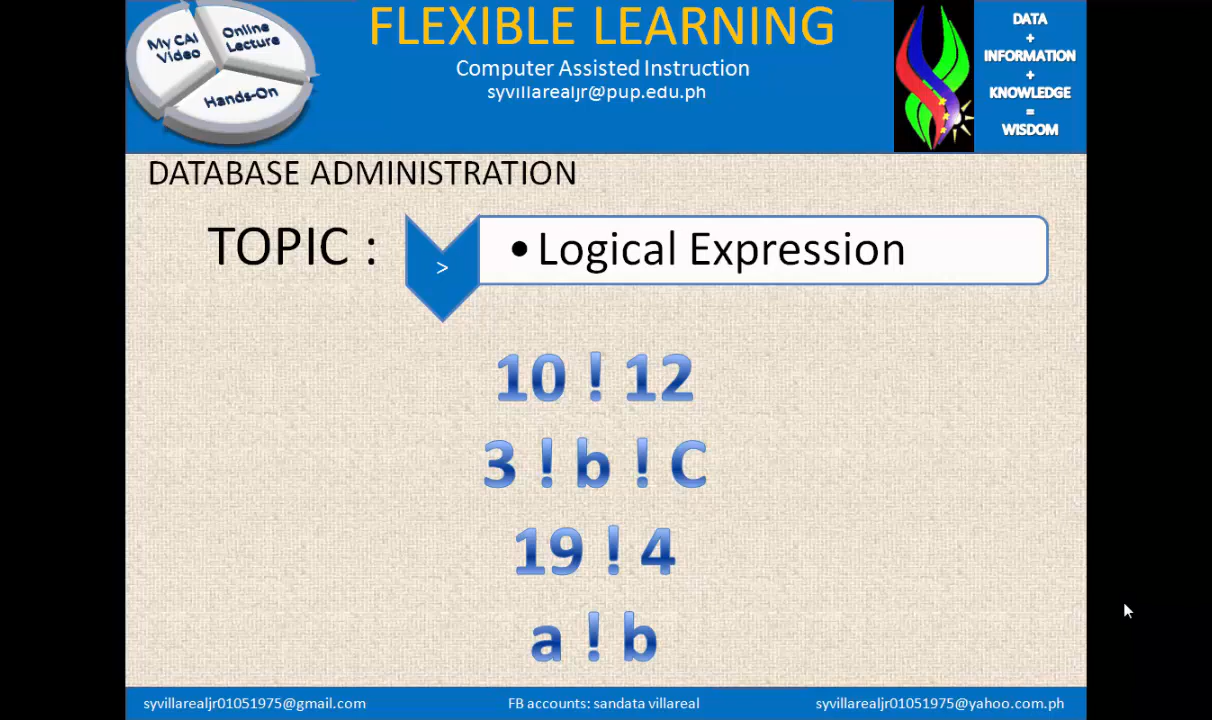 My CAI
Video
Online
Lecture
Hands-On
FLEXIBLE LEARNING
Computer Assisted Instruction
syvillarealjr@pup.edu.ph
DATA
+
INFORMATION
+
KNOWLEDGE
=
WISDOM
DATABASE ADMINISTRATION
TOPIC :
>
• Logical Expression
10 ! 12
3 ! b ! C
19 ! 4
a ! b
syvillarealjr01051975@gmail.com
FB accounts: sandata villareal
syvillarealjr01051975@yahoo.com.ph